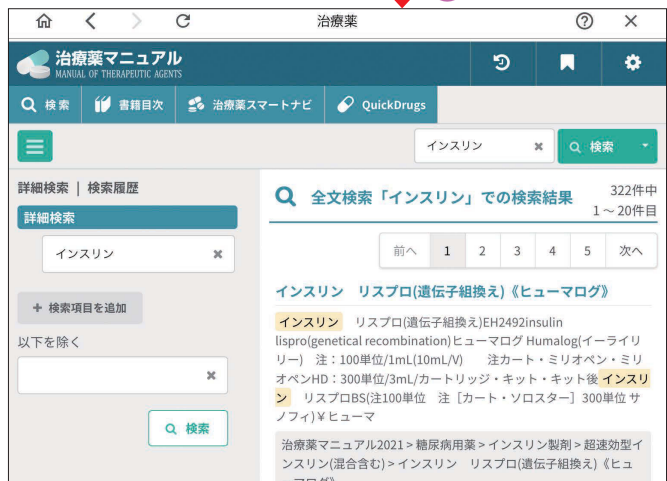 治療薬
治療薬マニュアル
MANUAL OF THERAPEUTIC AGENTS
検索 書籍目次 治療薬スマートナビ QuickDrugs
インスリン 検索
詳細検索 | 検索履歴
詳細検索
インスリン
+ 検索項目を追加
以下を除く
検索
全文検索「インスリン」での検索結果
322件中
1～20件目
前へ 1 2 3 4 5 次へ
インスリン リスプロ(遺伝子組換え)《ヒューマログ》
インスリン リスプロ(遺伝子組換え)EH2492insulin
lispro(genetical recombination)ヒューマログ Humalog(イーライリ
リー) 注：100単位/1mL(10mL/V) 注カート・ミリオペン・ミリ
オペンHD：300単位/3mL/カートリッジ・キット・キット後インスリ
ン リスプロBS(注100単位 注［カート・ソロスター］300単位 サ
ノフィ)¥ヒューマ
治療薬マニュアル2021>糖尿病用薬>インスリン製剤>超速効型イ
ンスリン(混合含む)>インスリン リスプロ(遺伝子組換え)《ヒュ